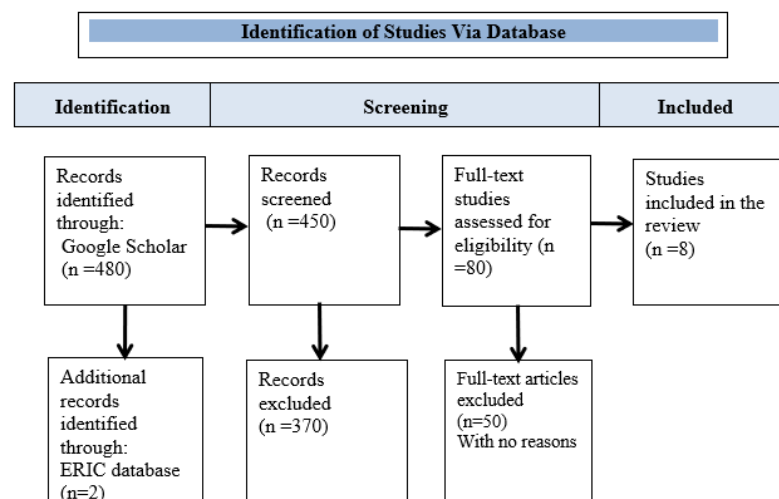 Identification of Studies Via Database
Identification
Screening
Included
Records
identified
through:
Google Scholar
(n =480)
Records
screened
(n =450)
Full-text
studies
assessed for
eligibility (n
=80)
Studies
included in the
review
(n =8)
Additional
records
identified
through:
ERIC database
(n=2)
Records
excluded
(n =370)
Full-text articles
excluded
(n=50)
With no reasons